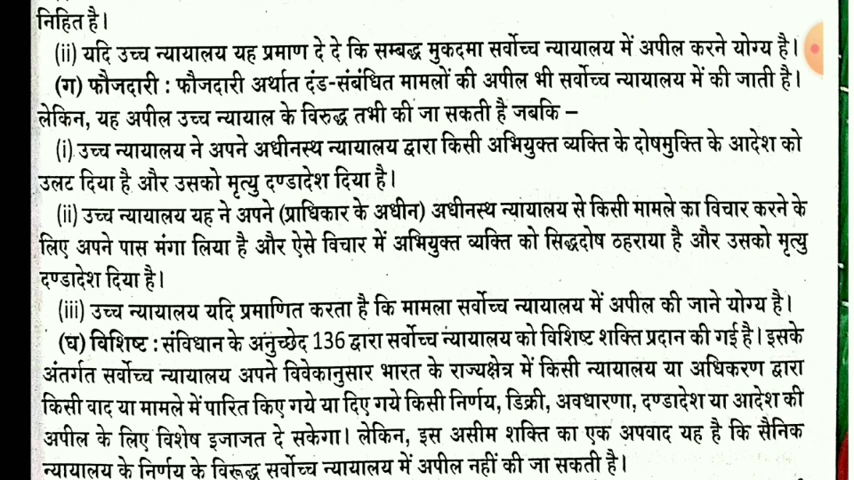 निहित है।
(ii) यदि उच्च न्यायालय यह प्रमाण दे दे कि सम्बद्ध मुकदमा सर्वोच्च न्यायालय में अपील करने योग्य है।
(ग) फौजदारी : फौजदारी अर्थात दंड-संबंधित मामलों की अपील भी सर्वोच्च न्यायालय में की जाती है।
लेकिन, यह अपील उच्च न्यायाल के विरुद्ध तभी की जा सकती है जबकि –
(i) उच्च न्यायालय ने अपने अधीनस्थ न्यायालय द्वारा किसी अभियुक्त व्यक्ति के दोषमुक्ति के आदेश को
उलट दिया है और उसको मृत्यु दण्डादेश दिया है।
(ii) उच्च न्यायालय यह ने अपने (प्राधिकार के अधीन) अधीनस्थ न्यायालय से किसी मामले का विचार करने के
लिए अपने पास मंगा लिया है और ऐसे विचार में अभियुक्त व्यक्ति को सिद्धदोष ठहराया है और उसको मृत्यु
दण्डादेश दिया है।
(iii) उच्च न्यायालय यदि प्रमाणित करता है कि मामला सर्वोच्च न्यायालय में अपील की जाने योग्य है।
(घ) विशिष्ट : संविधान के अनुच्छेद 136 द्वारा सर्वोच्च न्यायालय को विशिष्ट शक्ति प्रदान की गई है। इसके
अंतर्गत सर्वोच्च न्यायालय अपने विवेकानुसार भारत के राज्यक्षेत्र में किसी न्यायालय या अधिकरण द्वारा
किसी वाद या मामले में पारित किए गये या दिए गये किसी निर्णय, डिक्री, अवधारणा, दण्डादेश या आदेश की
अपील के लिए विशेष इजाजत दे सकेगा। लेकिन, इस असीम शक्ति का एक अपवाद यह है कि सैनिक
न्यायालय के निर्णय के विरूद्ध सर्वोच्च न्यायालय में अपील नहीं की जा सकती है।